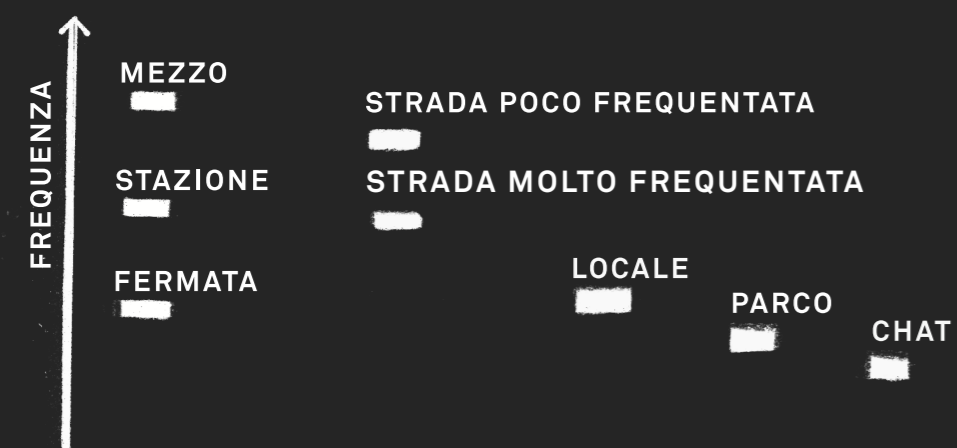 FREQUENZA
MEZZO
STRADA POCO FREQUENTATA
STAZIONE
STRADA MOLTO FREQUENTATA
FERMATA
LOCALE
PARCO
CHAT